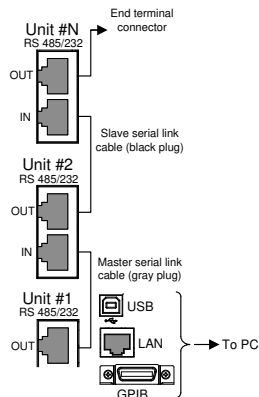 End terminal
connector
Unit #N
RS 485/232
OUT
IN
Slave serial link
cable (black plug)
Unit #2
RS 485/232
OUT
IN
Master serial link
cable (gray plug)
Unit #1
RS 485/232
OUT
USB
LAN
To PC
GPIB